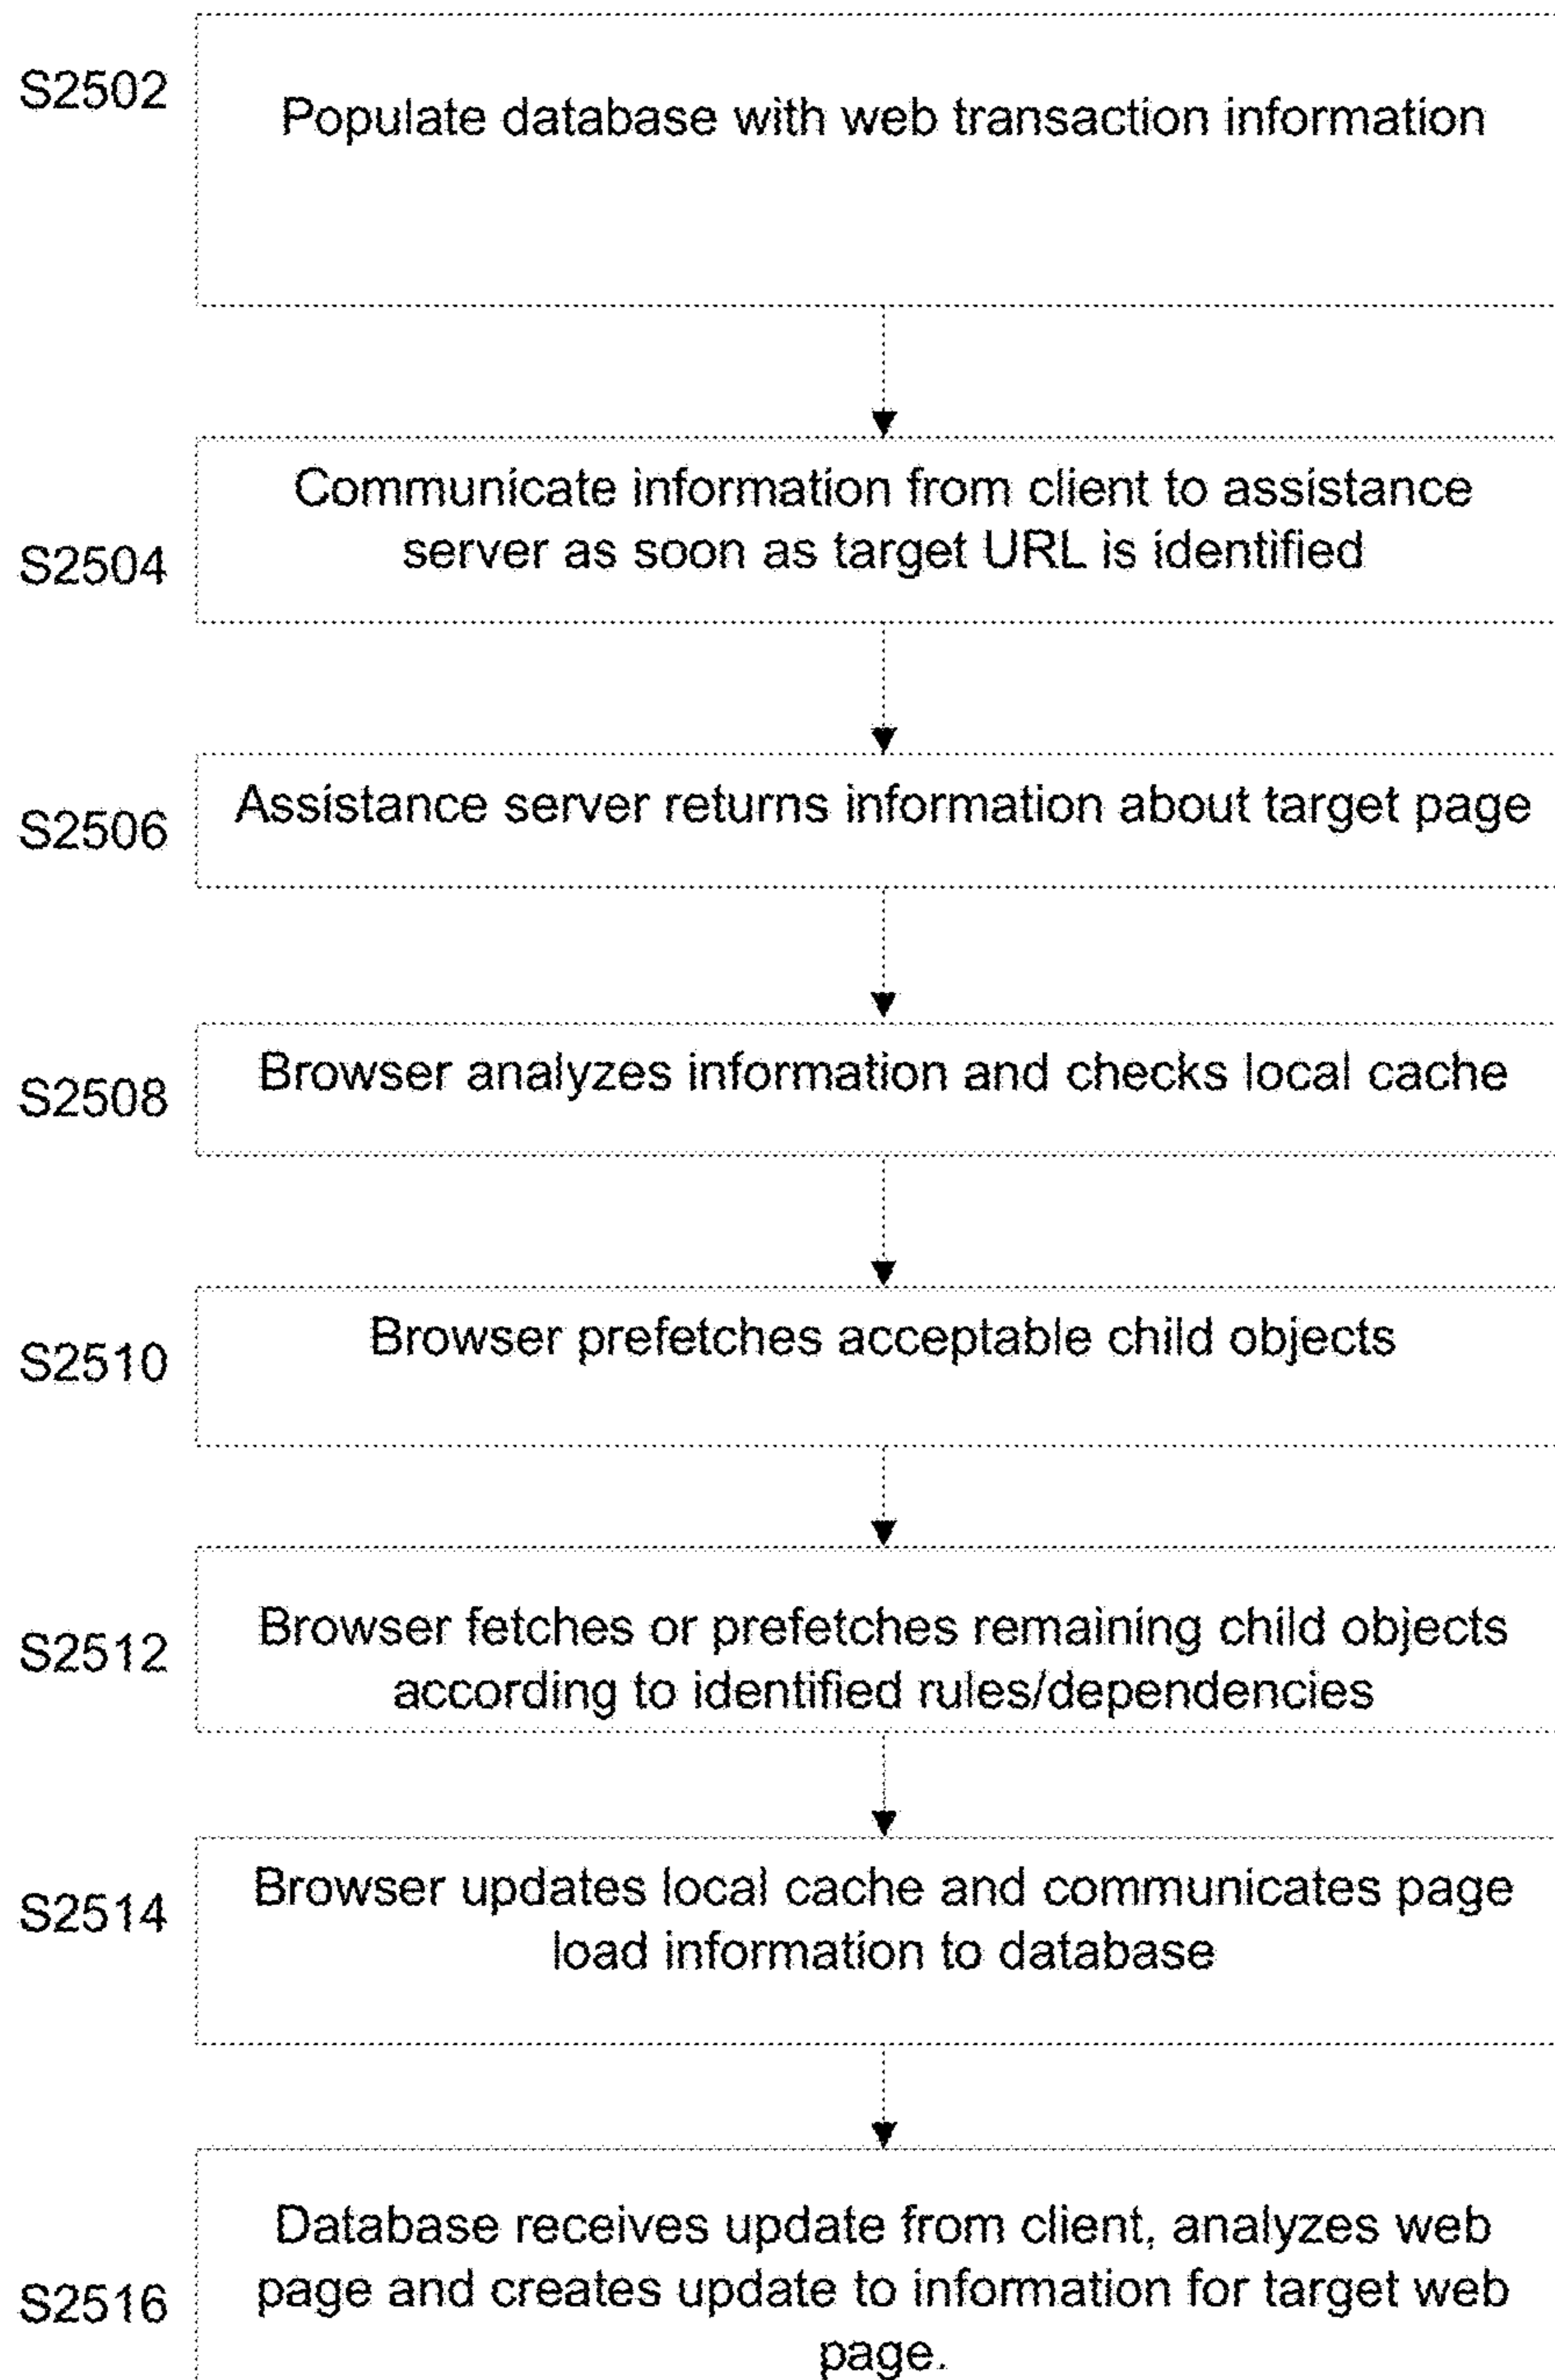 S2502
Populate database with web transaction information
Communicate information from client to assistance
server as soon as target URL is identified
S2504
Assistance server returns information about target page
S2506
Browser analyzes information and checks local cache
S2508
Browser prefetches acceptable child objects
S2510
Browser fetches or prefetches remaining child objects
S2512
according to identified rules/dependencies
Browser updates local cache and communicates page
S2514
load information to database
Database receives update from client, analyzes web
page and creates update to information for target web
S2516
page.